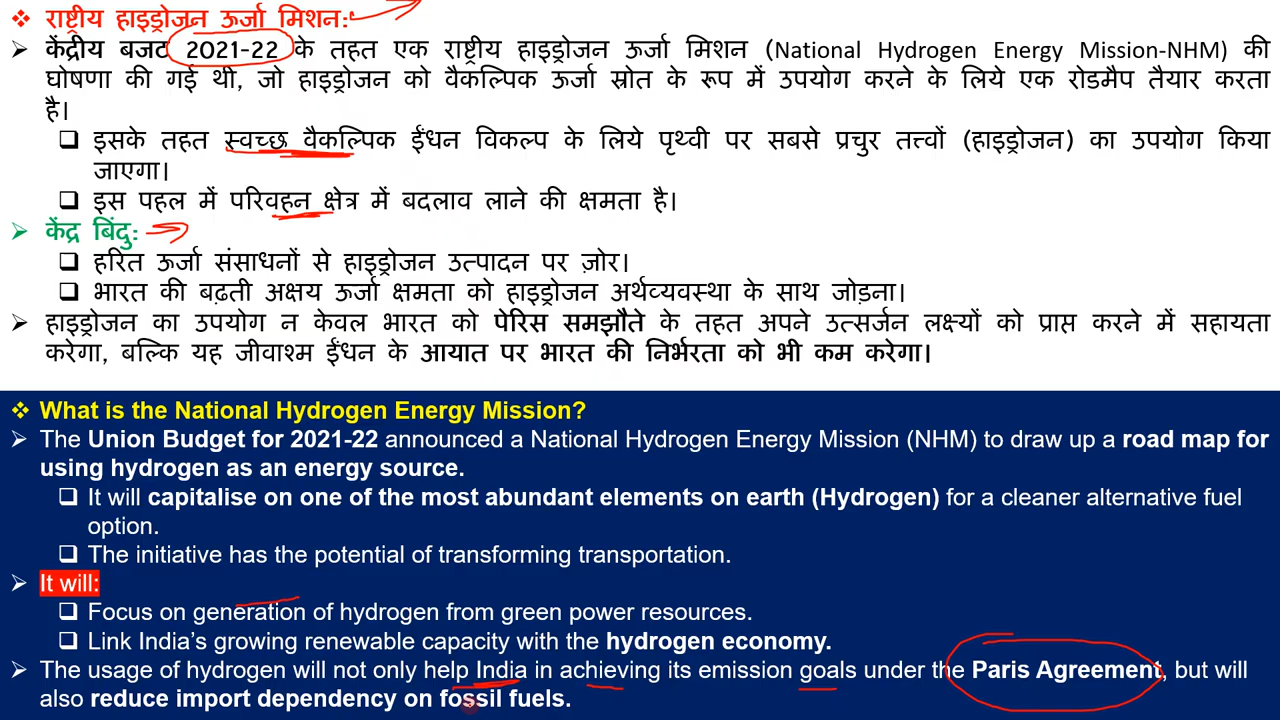 ❖ राष्ट्रीय हाइड्रोजन ऊर्जा मिशन:
➢ केंद्रीय बजट 2021-22 के तहत एक राष्ट्रीय हाइड्रोजन ऊर्जा मिशन (National Hydrogen Energy Mission-NHM) की
घोषणा की गई थी, जो हाइड्रोजन को वैकल्पिक ऊर्जा स्रोत के रूप में उपयोग करने के लिये एक रोडमैप तैयार करता
है।
❑ इसके तहत स्वच्छ वैकल्पिक ईंधन विकल्प के लिये पृथ्वी पर सबसे प्रचुर तत्त्वों (हाइड्रोजन) का उपयोग किया
जाएगा।
❑ इस पहल में परिवहन क्षेत्र में बदलाव लाने की क्षमता है।
➢ केंद्र बिंदु:
❑ हरित ऊर्जा संसाधनों से हाइड्रोजन उत्पादन पर ज़ोर।
❑ भारत की बढ़ती अक्षय ऊर्जा क्षमता को हाइड्रोजन अर्थव्यवस्था के साथ जोड़ना।
➢ हाइड्रोजन का उपयोग न केवल भारत को पेरिस समझौते के तहत अपने उत्सर्जन लक्ष्यों को प्राप्त करने में सहायता
करेगा, बल्कि यह जीवाश्म ईंधन के आयात पर भारत की निर्भरता को भी कम करेगा।
❖ What is the National Hydrogen Energy Mission?
➢ The Union Budget for 2021-22 announced a National Hydrogen Energy Mission (NHM) to draw up a road map for
using hydrogen as an energy source.
❑ It will capitalise on one of the most abundant elements on earth (Hydrogen) for a cleaner alternative fuel
option.
❑ The initiative has the potential of transforming transportation.
➢ It will:
❑ Focus on generation of hydrogen from green power resources.
❑ Link India’s growing renewable capacity with the hydrogen economy.
➢ The usage of hydrogen will not only help India in achieving its emission goals under the Paris Agreement, but will
also reduce import dependency on fossil fuels.